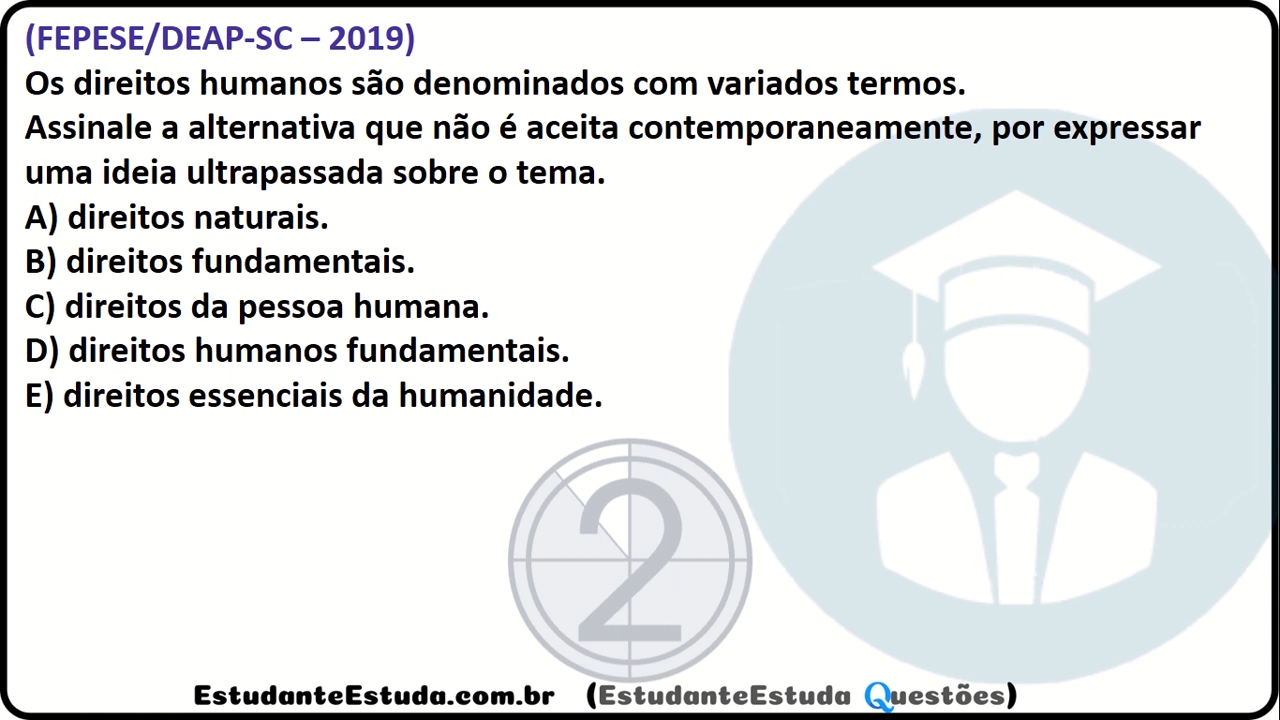 (FEPESE/DEAP-SC – 2019)
Os direitos humanos são denominados com variados termos.
Assinale a alternativa que não é aceita contemporaneamente, por expressar
uma ideia ultrapassada sobre o tema.
A) direitos naturais.
B) direitos fundamentais.
C) direitos da pessoa humana.
D) direitos humanos fundamentais.
E) direitos essenciais da humanidade.
2
EstudanteEstuda.com.br (EstudanteEstuda Questões)